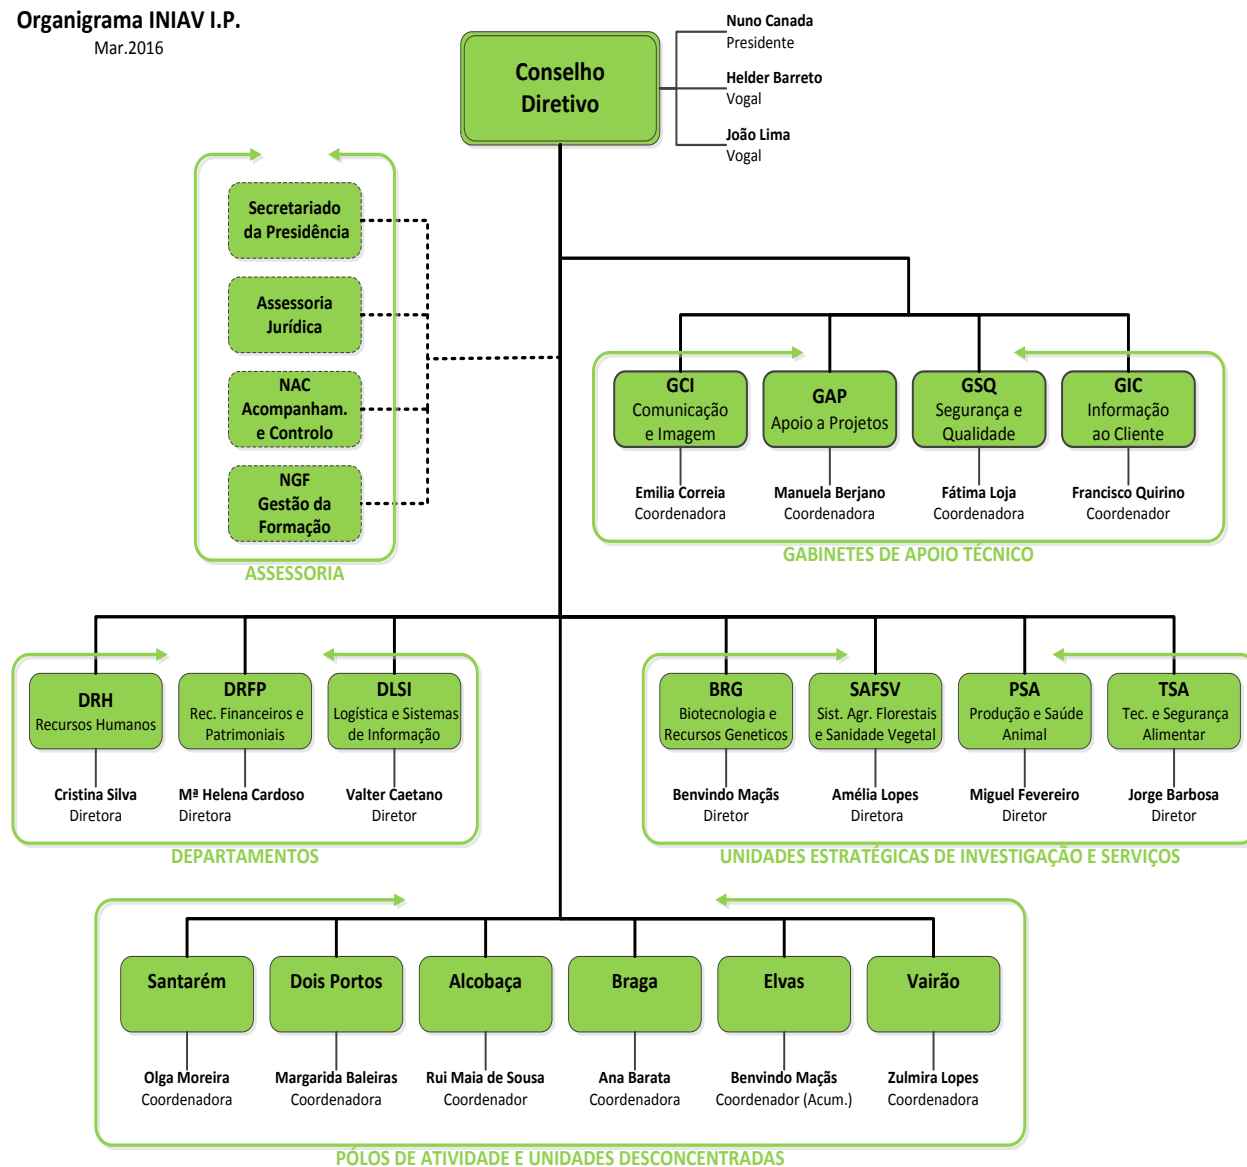 Organigrama INIAV I.P.
Mar.2016
Conselho
Diretivo
Nuno Canada
Presidente
Helder Barreto
Vogal
João Lima
Vogal
Secretariado
da Presidência
Assessoria
Jurídica
NAC
Acompanham.
e Controlo
NGF
Gestão da
Formação
ASSESSORIA
GCI
Comunicação
e Imagem
GAP
Apoio a Projetos
GSQ
Segurança e
Qualidade
GIC
Informação
ao Cliente
Emilia Correia
Coordenadora
Manuela Berjano
Coordenadora
Fátima Loja
Coordenadora
Francisco Quirino
Coordenador
GABINETES DE APOIO TÉCNICO
DRH
Recursos Humanos
DRFP
Rec. Financeiros e
Patrimoniais
DLSI
Logística e Sistemas
de Informação
Cristina Silva
Diretora
Mª Helena Cardoso
Diretora
Valter Caetano
Diretor
DEPARTAMENTOS
BRG
Biotecnologia e
Recursos Geneticos
SAFSV
Sist. Agr. Florestais
e Sanidade Vegetal
PSA
Produção e Saúde
Animal
TSA
Tec. e Segurança
Alimentar
Benvindo Maçãs
Diretor
Amélia Lopes
Diretora
Miguel Fevereiro
Diretor
Jorge Barbosa
Diretor
UNIDADES ESTRATÉGICAS DE INVESTIGAÇÃO E SERVIÇOS
Santarém
Dois Portos
Alcobaça
Braga
Elvas
Vairão
Olga Moreira
Coordenadora
Margarida Baleiras
Coordenadora
Rui Maia de Sousa
Coordenador
Ana Barata
Coordenadora
Benvindo Maçãs
Coordenador (Acum.)
Zulmira Lopes
Coordenadora
PÓLOS DE ATIVIDADE E UNIDADES DESCONCENTRADAS